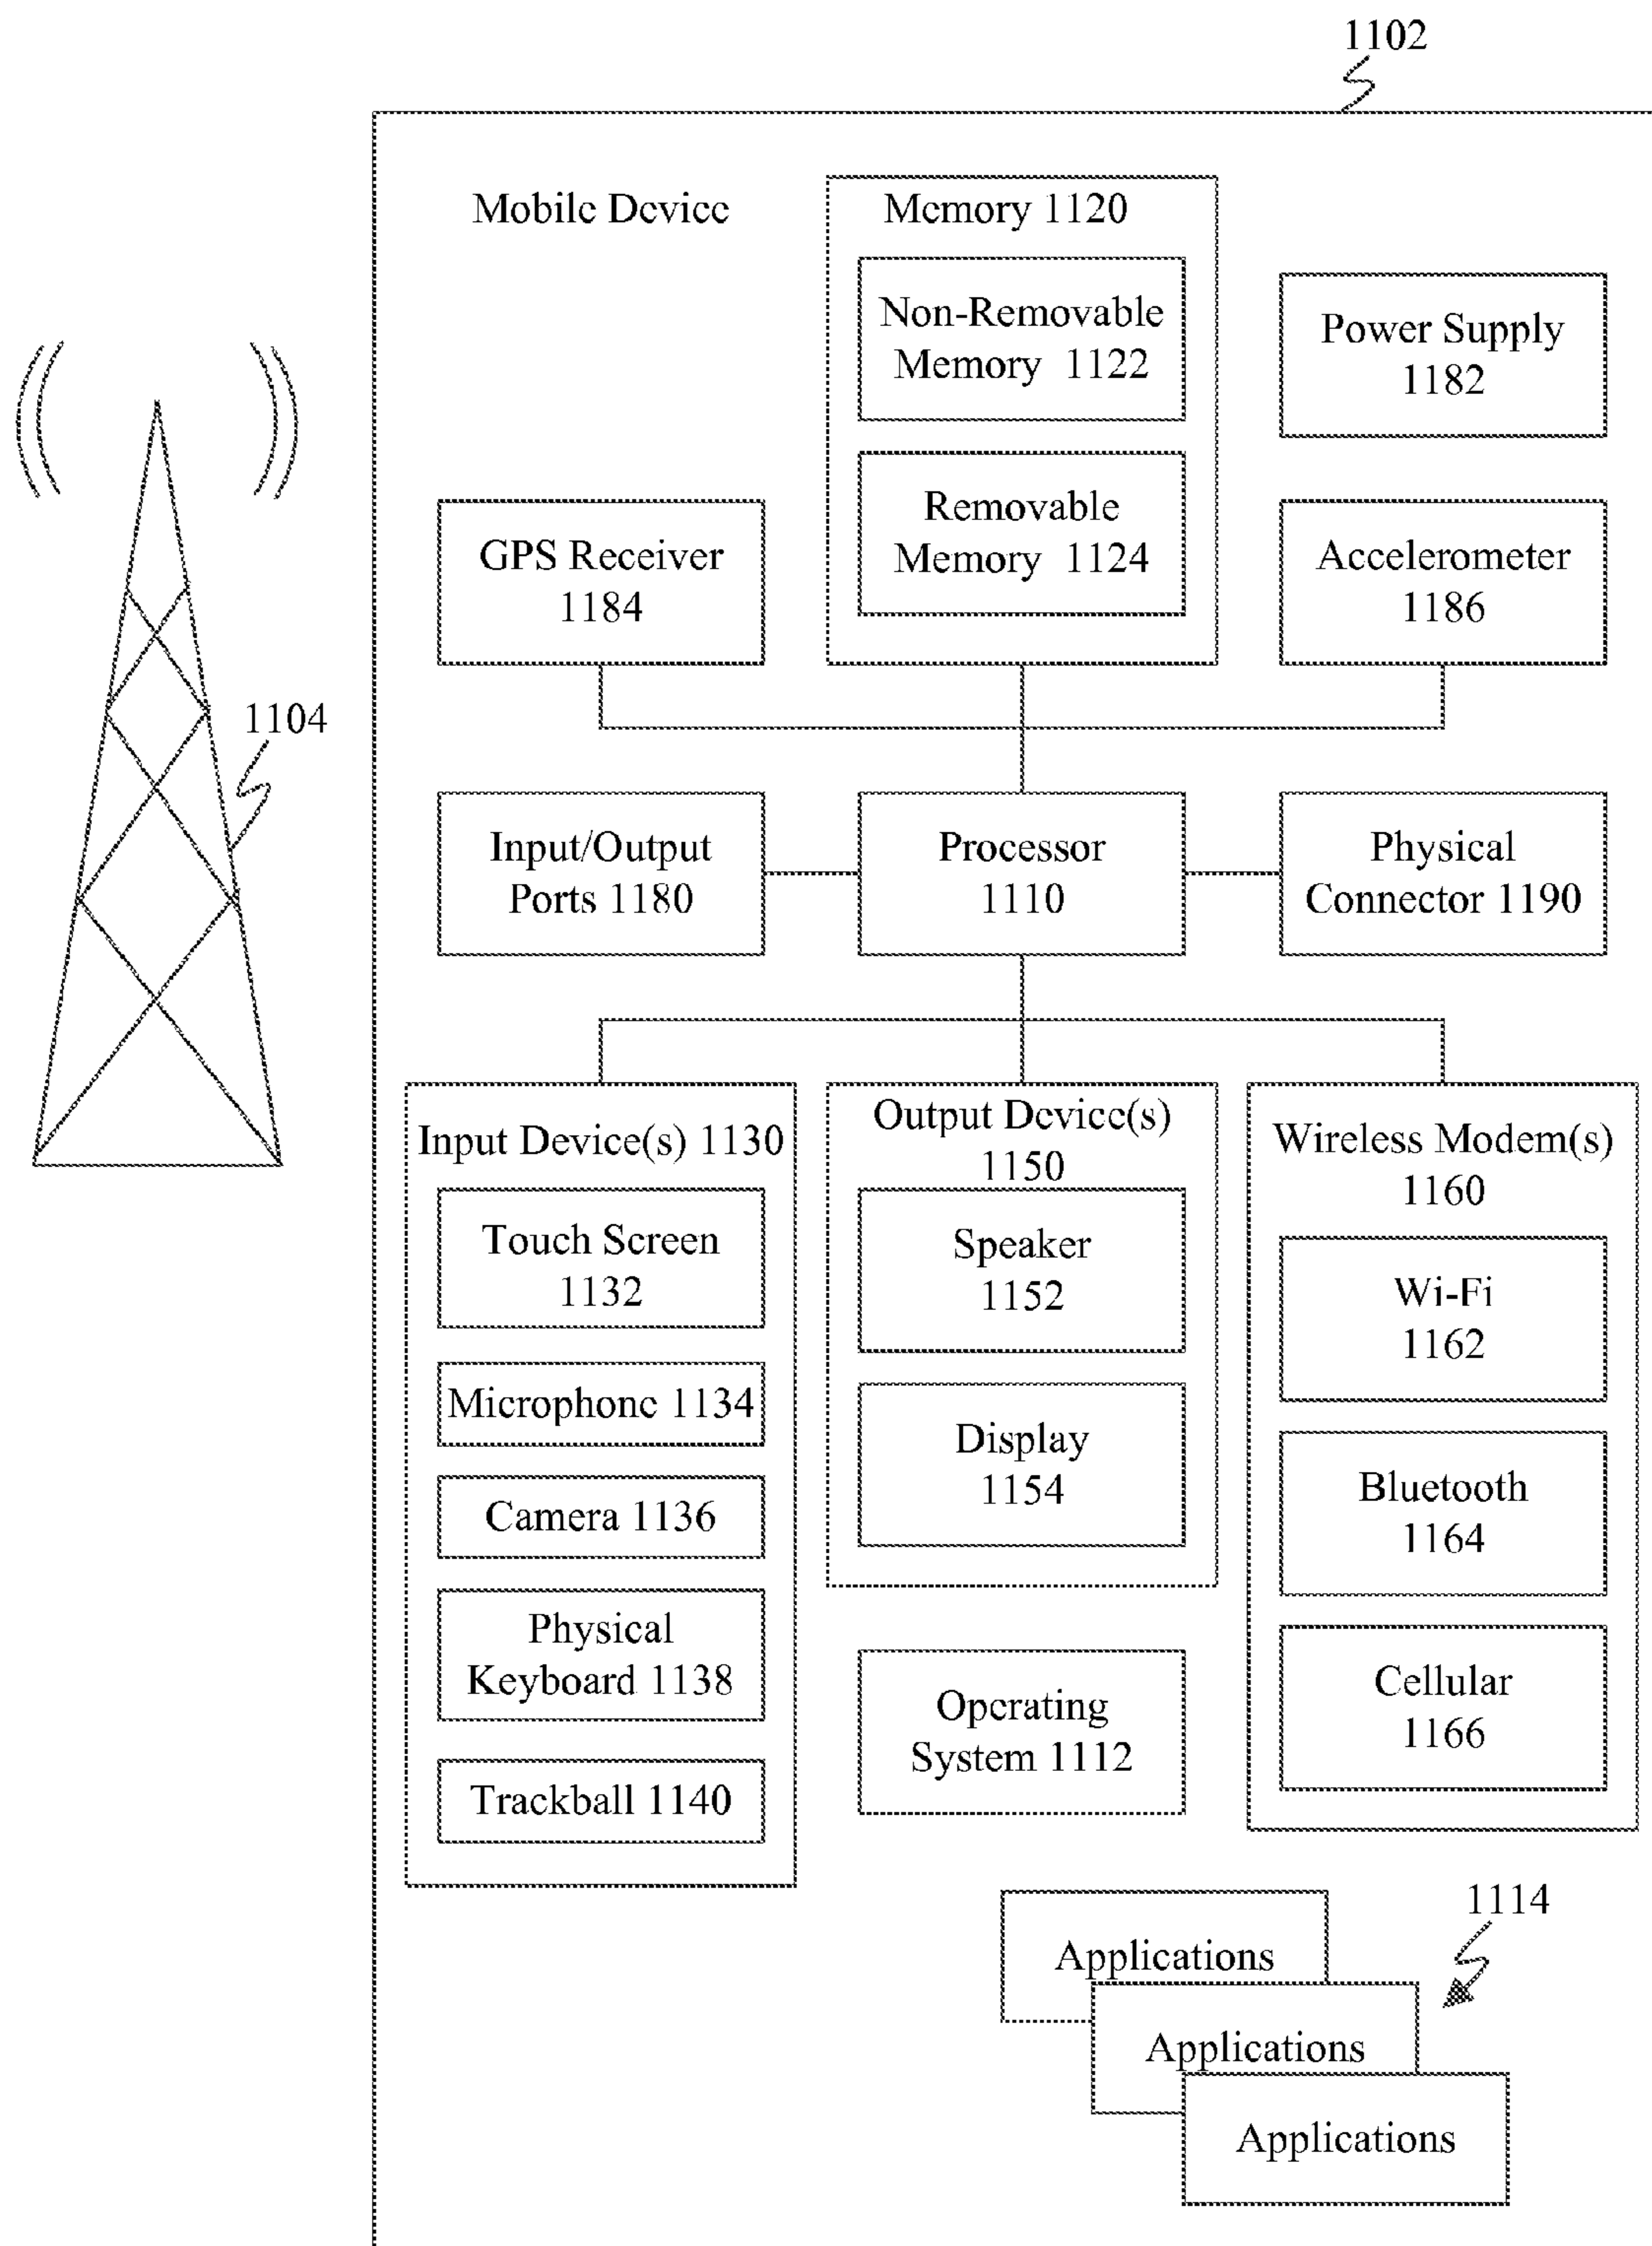 1102
Mobile Device
Memory 1120
Non-Removable
Memory 1122
Power Supply
1182
Removable
Memory 1124
GPS Receiver
1184
Accelerometer
1186
1104
Input/Output
Ports 1180
Processor
1110
Physical
Connector 1190
Input Device(s) 1130
Touch Screen
1132
Microphone 1134
Camera 1136
Physical
Keyboard 1138
Trackball 1140
Output Device(s)
1150
Speaker
1152
Display
1154
Operating
System 1112
Wireless Modem(s)
1160
Wi-Fi
1162
Bluetooth
1164
Cellular
1166
1114
Applications
Applications
Applications